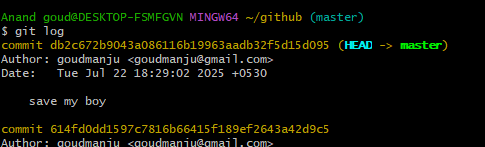 Anand goud@DESKTOP-FSMFGVN MINGW64 ~/github (master)
$ git log
commit db2c672b9043a086116b19963aadb32f5d15d095 (HEAD -> master)
Author: goudmanju <goudmanju@gmail.com>
Date:   Tue Jul 22 18:29:02 2025 +0530
    save my boy
commit 614fd0dd1597c7816b66415f189ef2643a42d9c5
Author: goudmanju <goudmanju@gmail.com>